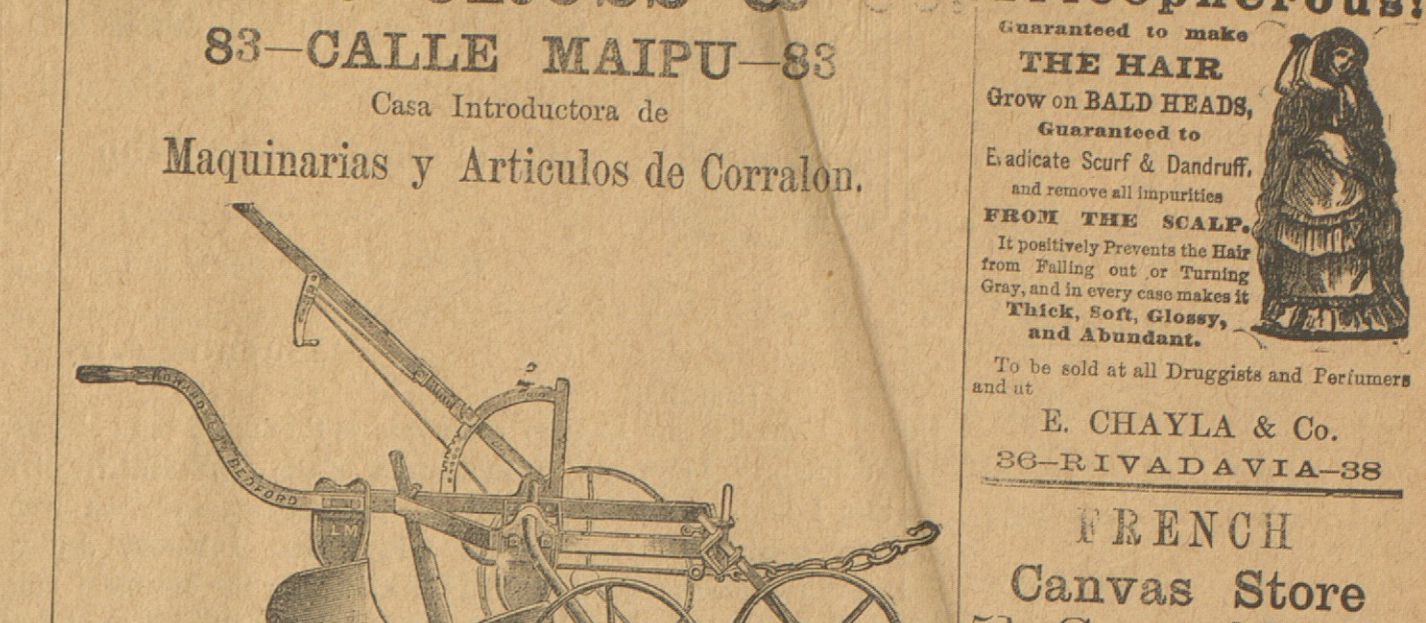 83—CALLE MAIPU—83
Casa Introductora de
Maquinarias y Articulos de Corralon.
BEDFORD
L M
Guaranteed to make
THE HAIR
Grow on BALD HEADS,
Guaranteed to
Eradicate Scurf & Dandruff,
and remove all impurities
FROM THE SCALP.
It positively Prevents the Hair
from Falling out or Turning
Gray, and in every case makes it
Thick, Soft, Glossy,
and Abundant.
To be sold at all Druggists and Perfumers
and at
E. CHAYLA & Co.
36—RIVADAVIA—38
FRENCH
Canvas Store